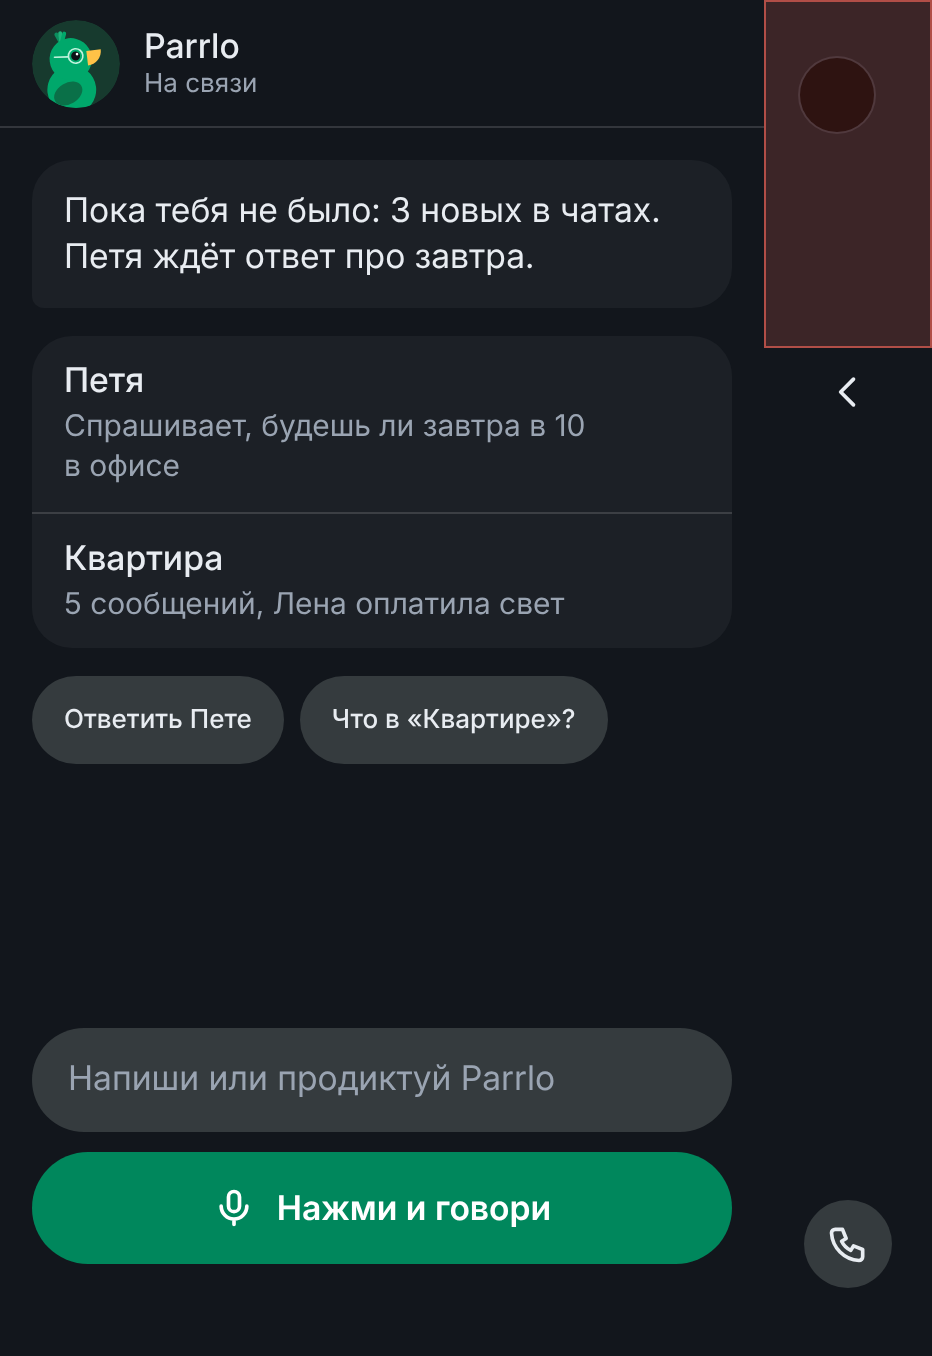 Parrlo
На связи
Пока тебя не было: 3 новых в чатах.
Петя ждёт ответ про завтра.
Петя
Спрашивает, будешь ли завтра в 10
в офисе
Квартира
5 сообщений, Лена оплатила свет
Ответить Пете
Что в «Квартире»?
Напиши или продиктуй Parrlo
Нажми и говори